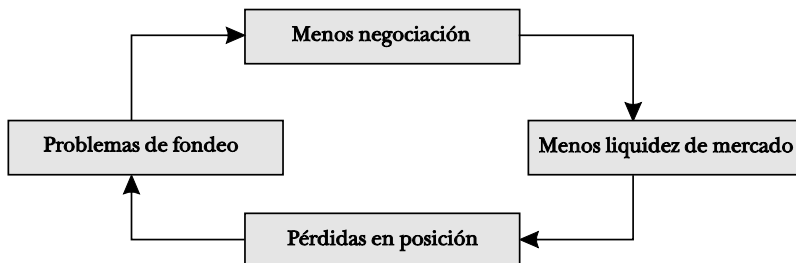 Menos negociación
Problemas de fondeo
Menos liquidez de mercado
Pérdidas en posición